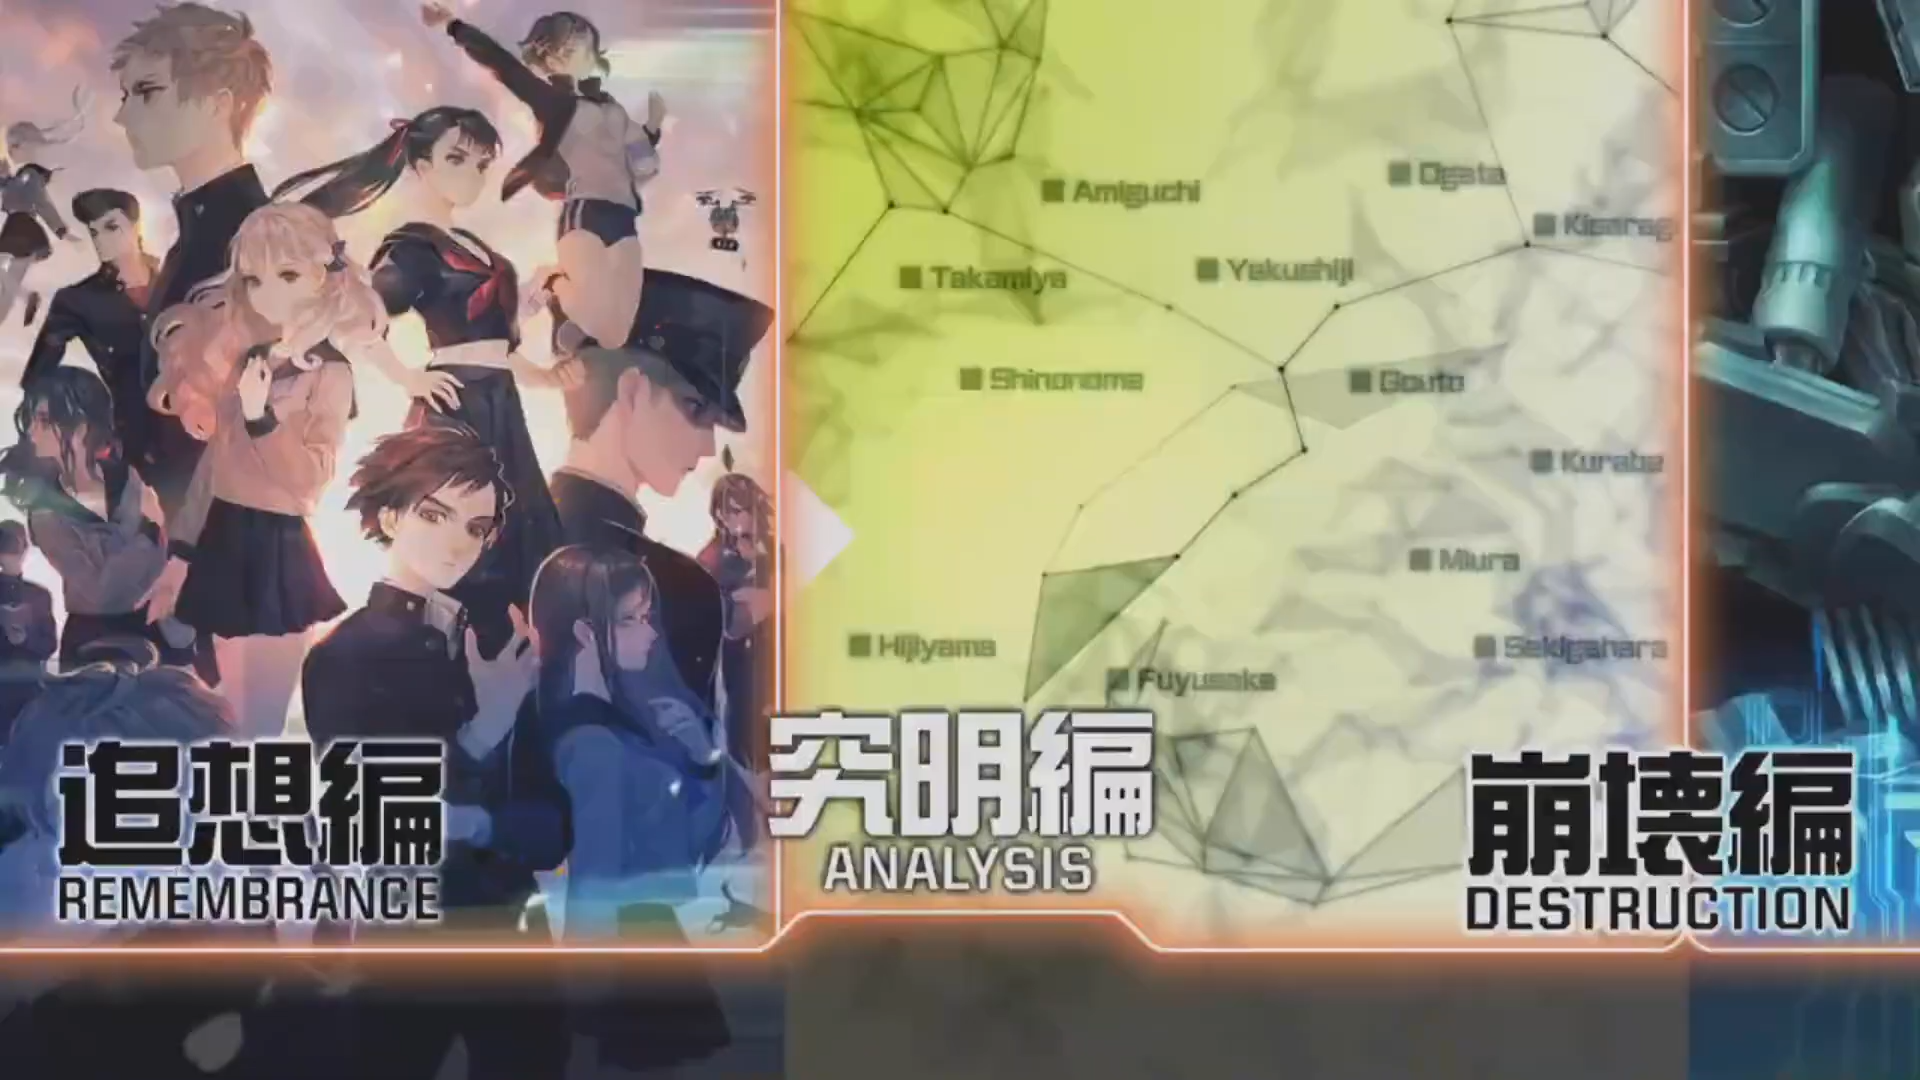 Ogata
Amiguchi
Kisarag
Yakushiji
Takamiya
Shinonome
Gouto
Kurabe
Miura
Hijiyama
Sekigahara
Fuyusaka
追想編
REMEMBRANCE
究明編
ANALYSIS
崩壊編
DESTRUCTION